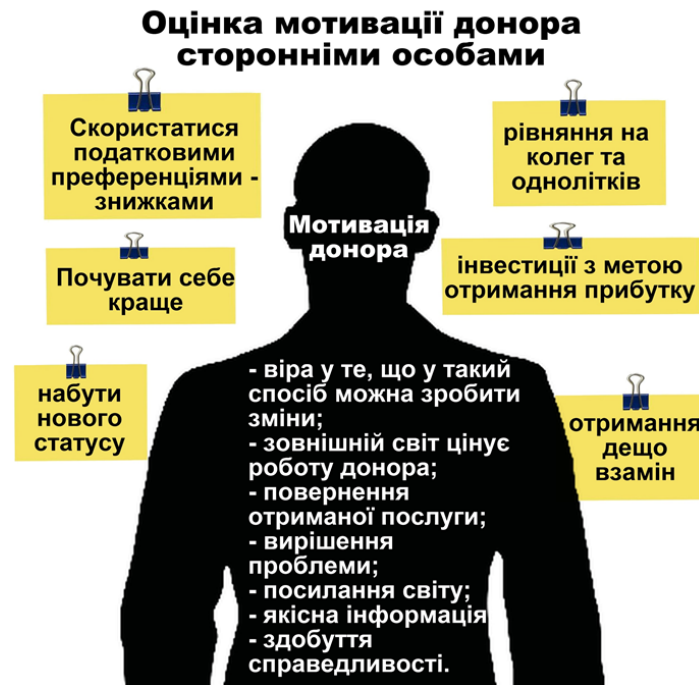 Оцінка мотивації донора
сторонніми особами
Скористатися
податковими
преференціями -
знижками
рівняння на
колег та
однолітків
Мотивація
донора
Почувати себе
краще
інвестиції з метою
отримання прибутку
набути
нового
статусу
- віра у те, що у такий
спосіб можна зробити
зміни;
- зовнішній світ цінує
роботу донора;
- повернення
отриманої послуги;
- вирішення
проблеми;
- посилання світу;
- якісна інформація
- здобуття
справедливості.
отримання
дещо
взамін